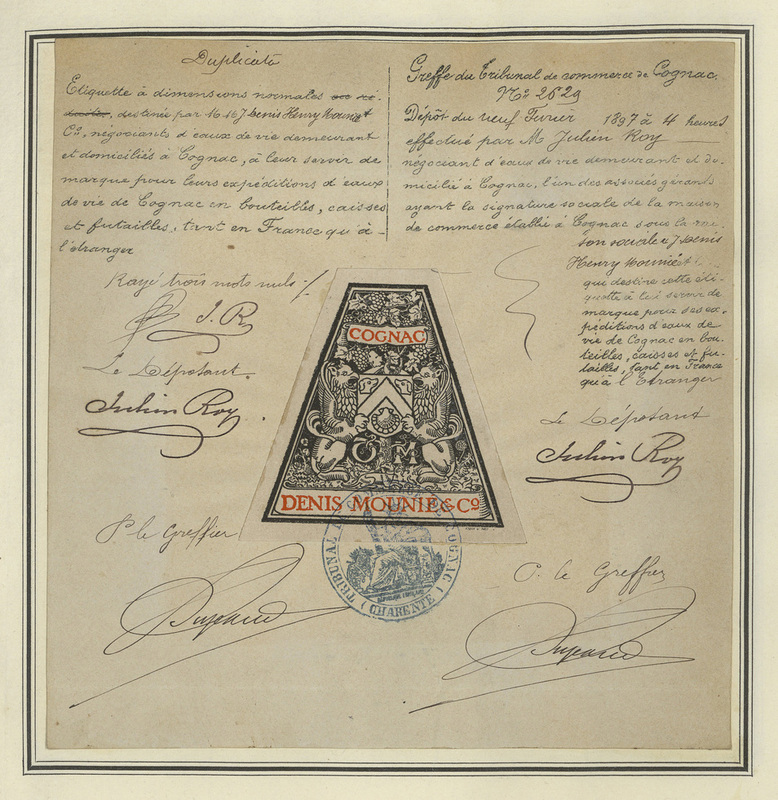 Duplicata
Etiquette à dimensions normales
destinée par M.M. J. Denis Henry Mounié et
Cº, négociants d'eaux de vie demeurant
et domiciliés à Cognac, à leur servir de
marque pour leurs expéditions d'eaux
de vie de Cognac en bouteilles, caisses
et futailles, tant en France qu'à
l'étranger
Rayé trois mots nuls
J. R
Le Déposant
Julien Roy
P. le Greffier
Greffe du Tribunal de commerce de Cognac.
Nº 2629
Dépôt du neuf Février 1897 à 4 heures
effectué par M Julien Roy
négociant d'eaux de vie demeurant et do-
micilié à Cognac, l'un des associés gérants
ayant la signature sociale de la maison
de commerce établie à Cognac sous la rai-
son sociale J. Denis
Henry Mounié et
que destine cette éti-
quette à lui servir de
marque pour ses ex-
péditions d'eaux de
vie de Cognac en bou-
teilles, caisses et fu-
tailles, tant en France
qu'à l'Etranger
Le Déposant
Julien Roy
P. le Greffier
COGNAC
D M
DENIS MOUNIÉ & Cº
TRIBUNAL COGNAC
(CHARENTE)